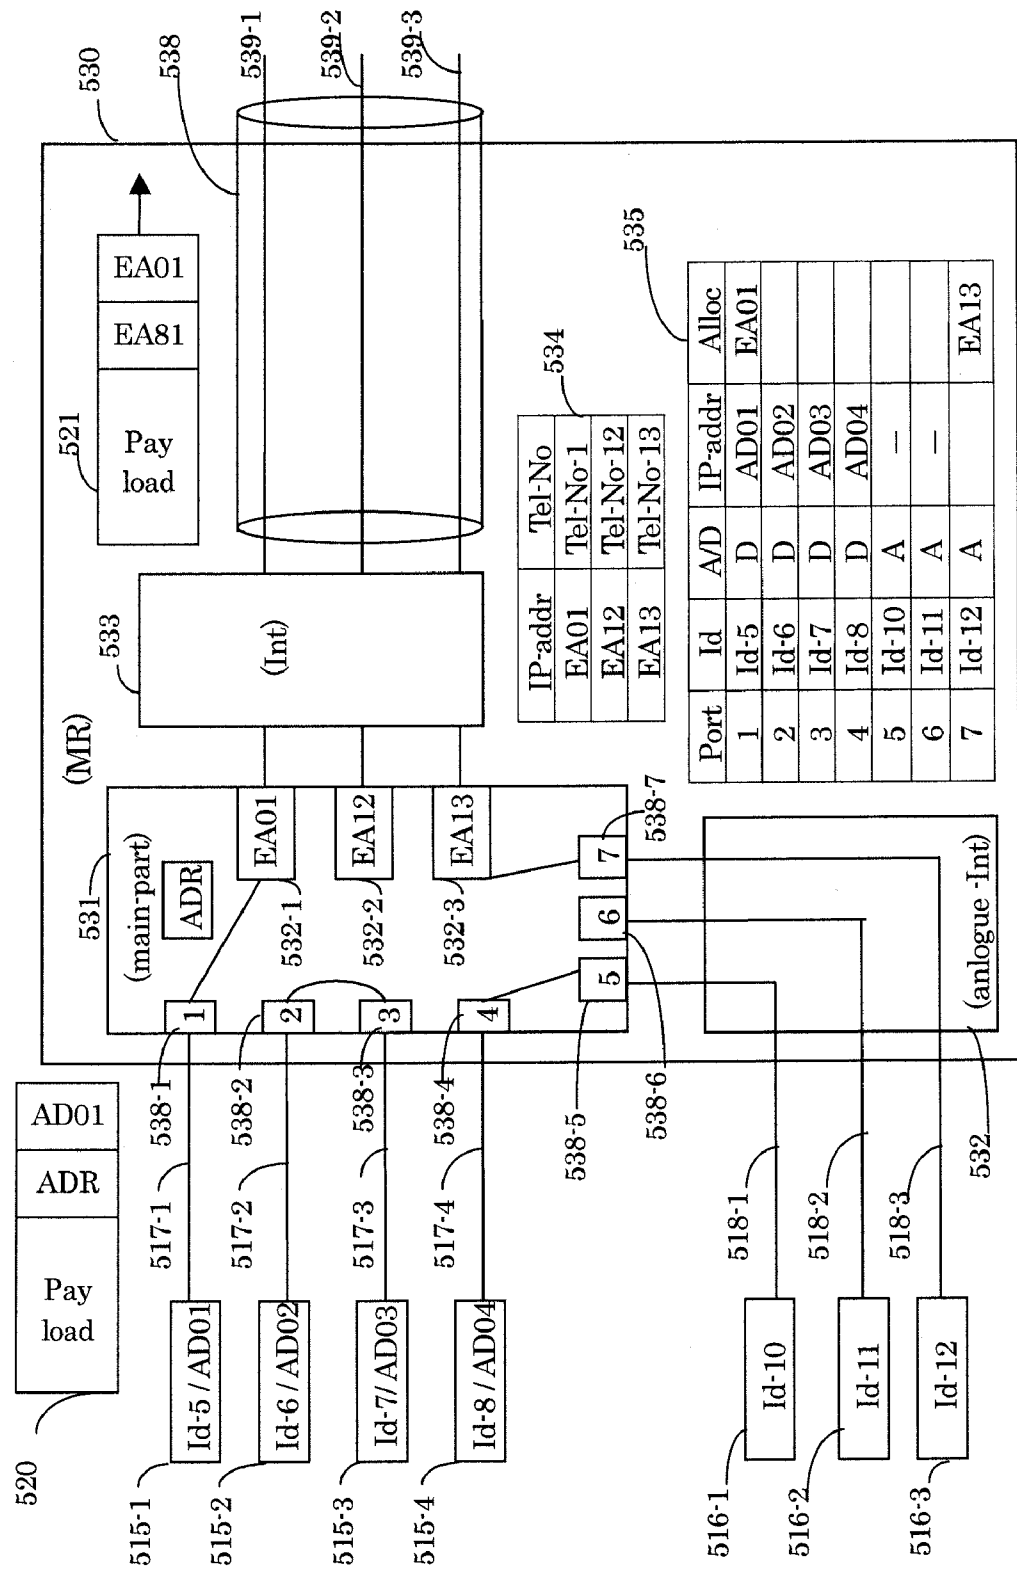 520
Pay
load
ADR
AD01
521
Pay
load
EA81
EA01
530
(MR)
531
(main-part)
ADR
533
(Int)
538
539-1
539-2
539-3
515-1
Id-5 / AD01
517-1
538-1
1
EA01
532-1
515-2
Id-6 / AD02
517-2
538-2
2
EA12
532-2
515-3
Id-7/ AD03
517-3
538-3
3
EA13
532-3
515-4
Id-8 / AD04
517-4
538-4
4
5
6
7
538-5
538-6
538-7
534
IP-addr Tel-No
EA01 Tel-No-1
EA12 Tel-No-12
EA13 Tel-No-13
535
Port Id A/D IP-addr Alloc
1 Id-5 D AD01 EA01
2 Id-6 D AD02
3 Id-7 D AD03
4 Id-8 D AD04
5 Id-10 A –
6 Id-11 A –
7 Id-12 A EA13
516-1
Id-10
518-1
516-2
Id-11
518-2
516-3
Id-12
518-3
532
(anlogue -Int)